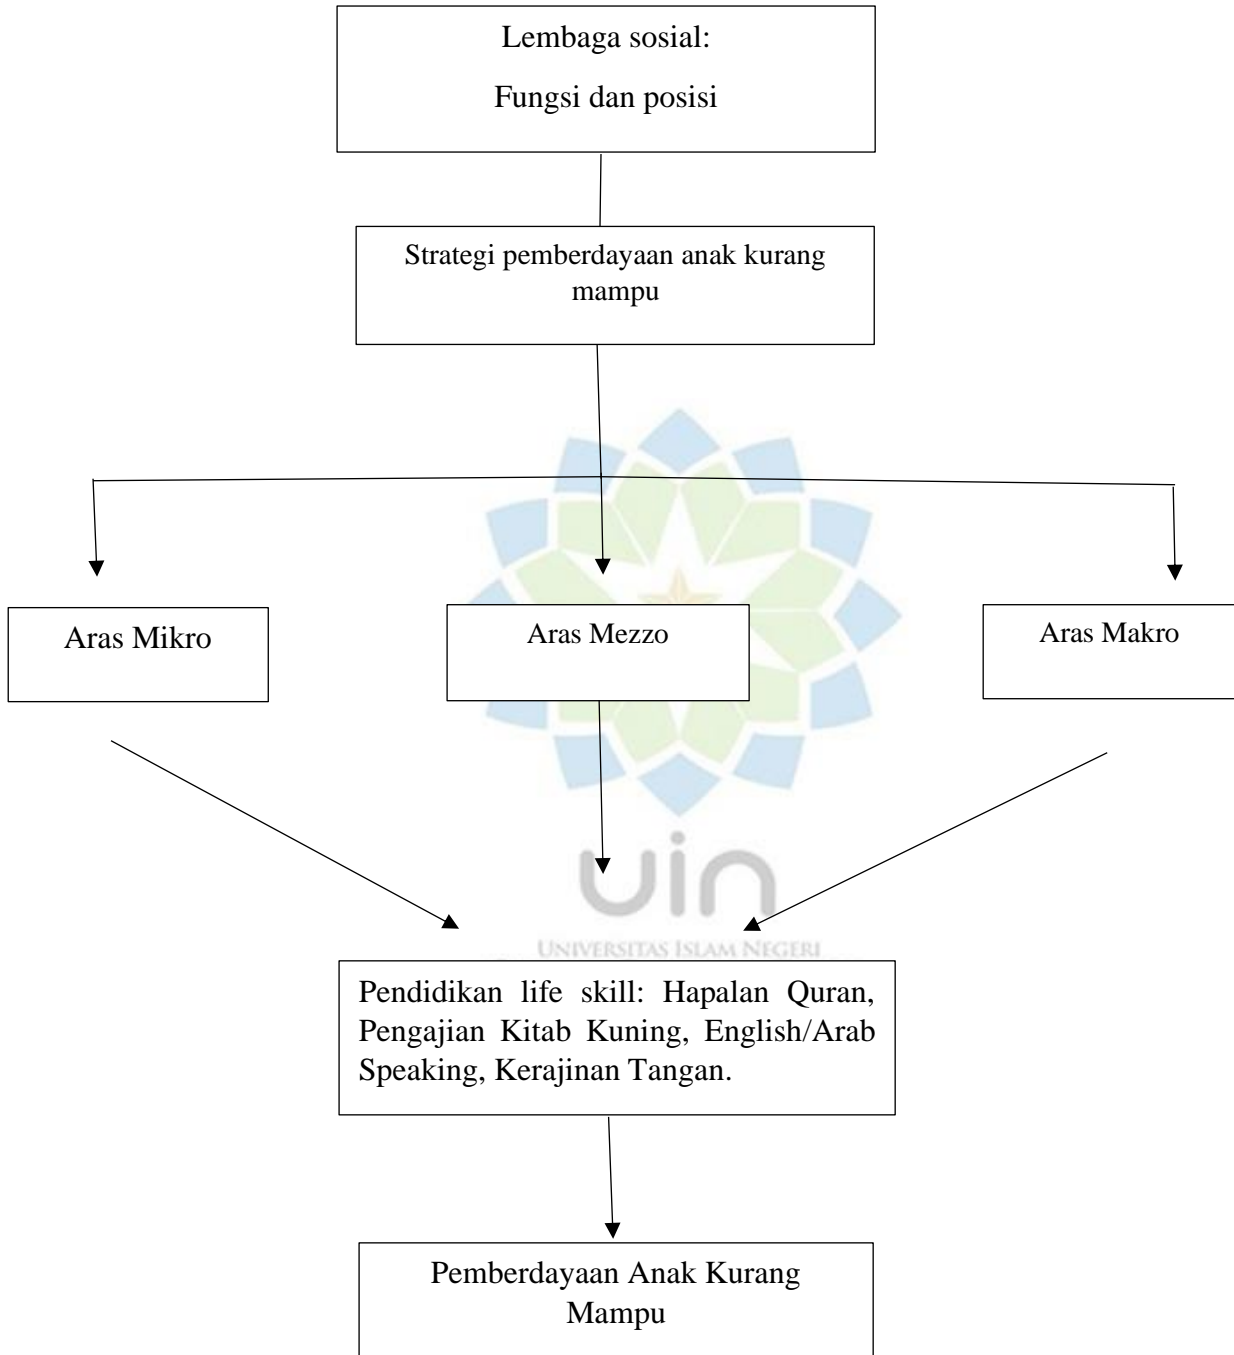 Lembaga sosial:
Fungsi dan posisi
Strategi pemberdayaan anak kurang
mampu
Aras Mikro
Aras Mezzo
Aras Makro
uin
UNIVERSITAS ISLAM NEGERI
Pendidikan life skill: Hapalan Quran,
Pengajian Kitab Kuning, English/Arab
Speaking, Kerajinan Tangan.
Pemberdayaan Anak Kurang
Mampu